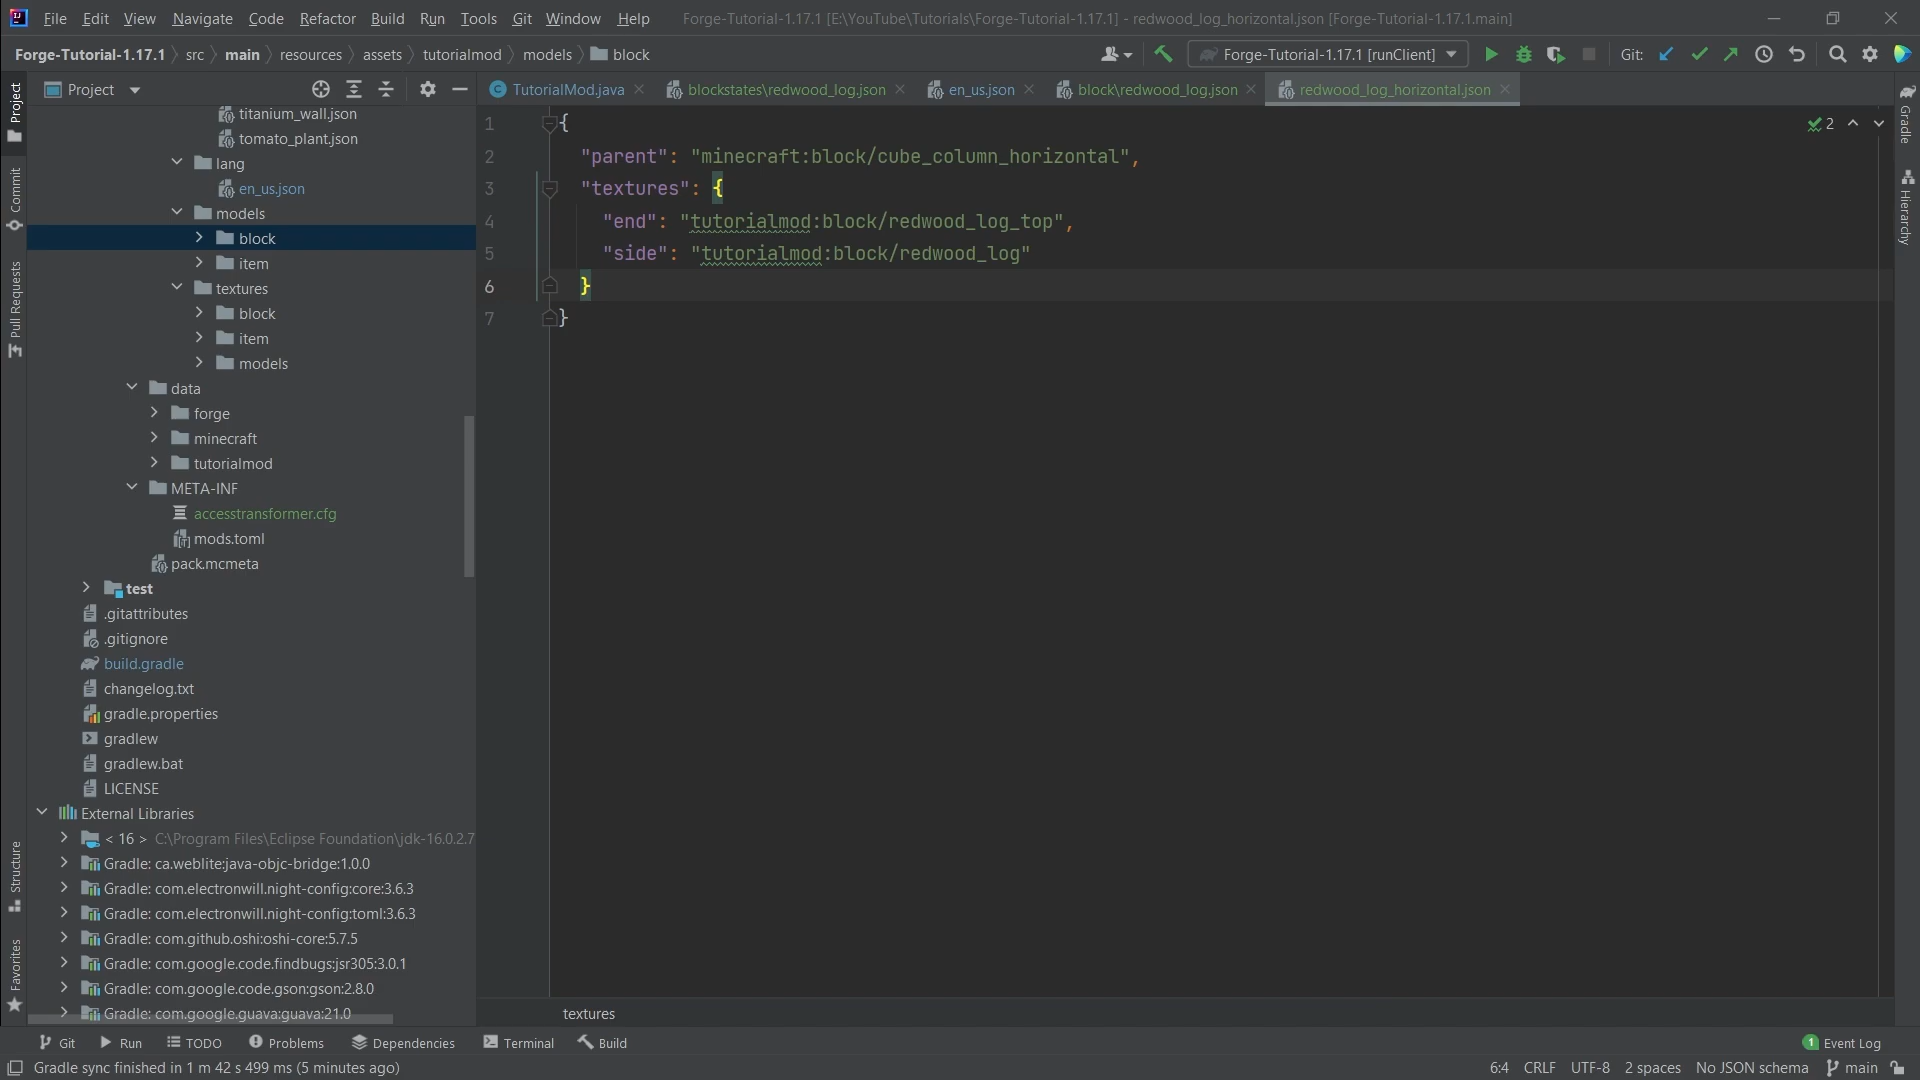 File Edit View Navigate Code Refactor Build Run Tools Git Window Help Forge-Tutorial-1.17.1 [E:\YouTube\Tutorials\Forge-Tutorial-1.17.1] - redwood_log_horizontal.json [Forge-Tutorial-1.17.1.main]
Forge-Tutorial-1.17.1 src main resources assets tutorialmod models block Forge-Tutorial-1.17.1 [runClient] Git:
Project TutorialMod.java blockstates\redwood_log.json en_us.json block\redwood_log.json redwood_log_horizontal.json
titanium_wall.json
tomato_plant.json
lang
en_us.json
models
block
item
textures
block
item
models
data
forge
minecraft
tutorialmod
META-INF
accesstransformer.cfg
mods.toml
pack.mcmeta
test
.gitattributes
.gitignore
build.gradle
changelog.txt
gradle.properties
gradlew
gradlew.bat
LICENSE
External Libraries
< 16 > C:\Program Files\Eclipse Foundation\jdk-16.0.2.7
Gradle: ca.weblite:java-objc-bridge:1.0.0
Gradle: com.electronwill.night-config:core:3.6.3
Gradle: com.electronwill.night-config:toml:3.6.3
Gradle: com.github.oshi:oshi-core:5.7.5
Gradle: com.google.code.findbugs:jsr305:3.0.1
Gradle: com.google.code.gson:gson:2.8.0
Gradle: com.google.guava:guava:21.0
1 {
2 "parent": "minecraft:block/cube_column_horizontal",
3 "textures": {
4 "end": "tutorialmod:block/redwood_log_top",
5 "side": "tutorialmod:block/redwood_log"
6 }
7 }
2
textures
Project
Commit
Pull Requests
Structure
Favorites
Gradle
Hierarchy
Git Run TODO Problems Dependencies Terminal Build 1 Event Log
Gradle sync finished in 1 m 42 s 499 ms (5 minutes ago) 6:4 CRLF UTF-8 2 spaces No JSON schema main